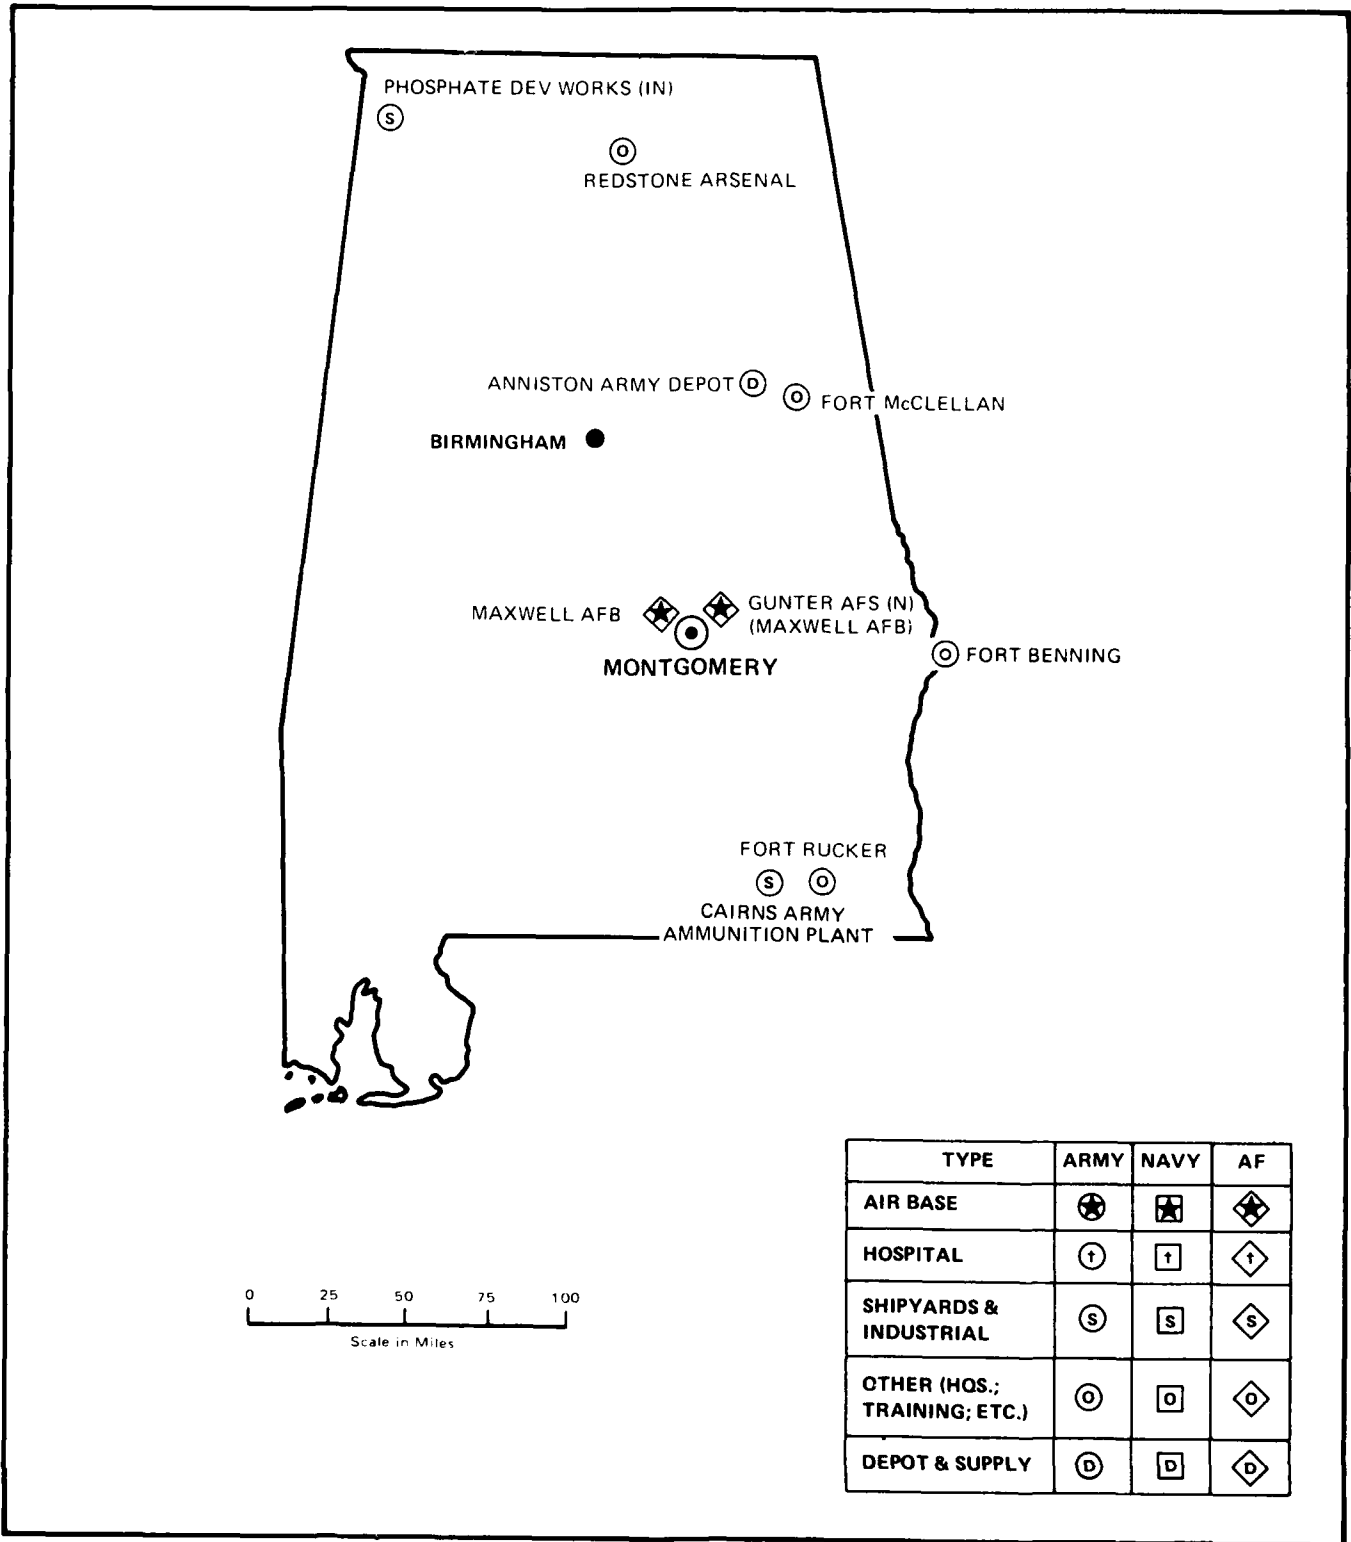 PHOSPHATE DEV WORKS (IN)
S
O
REDSTONE ARSENAL
ANNISTON ARMY DEPOT D
O FORT McCLELLAN
BIRMINGHAM
MAXWELL AFB
GUNTER AFS (N)
(MAXWELL AFB)
MONTGOMERY
O FORT BENNING
FORT RUCKER
S O
CAIRNS ARMY
AMMUNITION PLANT
TYPE ARMY NAVY AF
AIR BASE
HOSPITAL † † †
SHIPYARDS &
INDUSTRIAL S S S
OTHER (HQS.;
TRAINING; ETC.) O O O
DEPOT & SUPPLY D D D
0 25 50 75 100
Scale in Miles